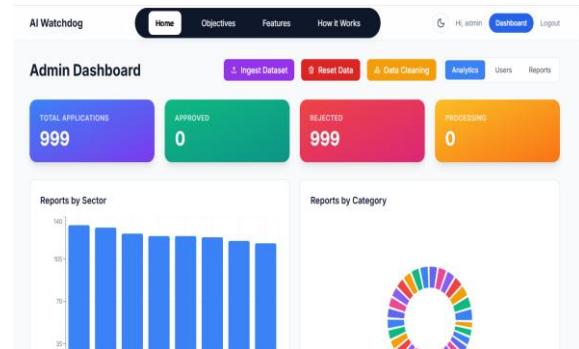 AI Watchdog
Home Objectives Features How it Works
Hi, admin Dashboard Logout
Admin Dashboard
Ingest Dataset Reset Data Data Cleaning Analytics Users Reports
TOTAL APPLICATIONS APPROVED REJECTED PROCESSING
999 0 999 0
Reports by Sector Reports by Category
140
105
70
35